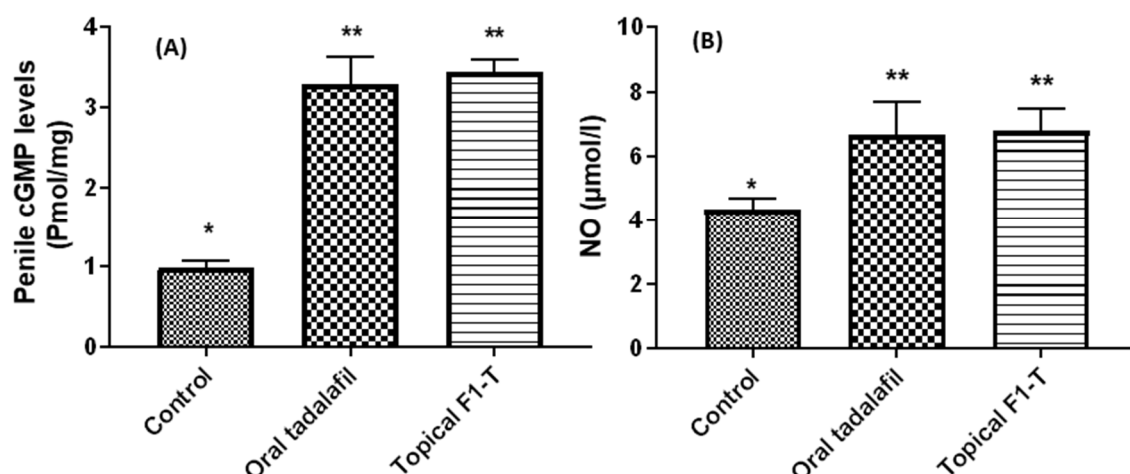 (A)
Penile cGMP levels
(Pmol/mg)
4
3
2
1
0
*
**
**
Control
Oral tadalafil
Topical F1-T
(B)
NO (µmol/l)
10
8
6
4
2
0
*
**
**
Control
Oral tadalafil
Topical F1-T